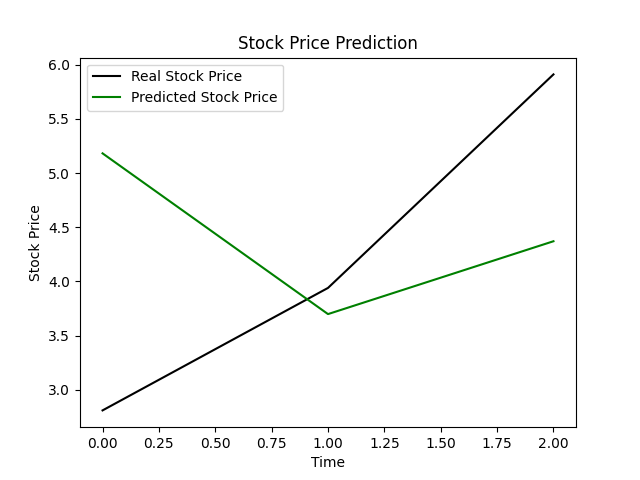 Stock Price Prediction
Real Stock Price
Predicted Stock Price
Stock Price
6.0
5.5
5.0
4.5
4.0
3.5
3.0
0.00 0.25 0.50 0.75 1.00 1.25 1.50 1.75 2.00
Time